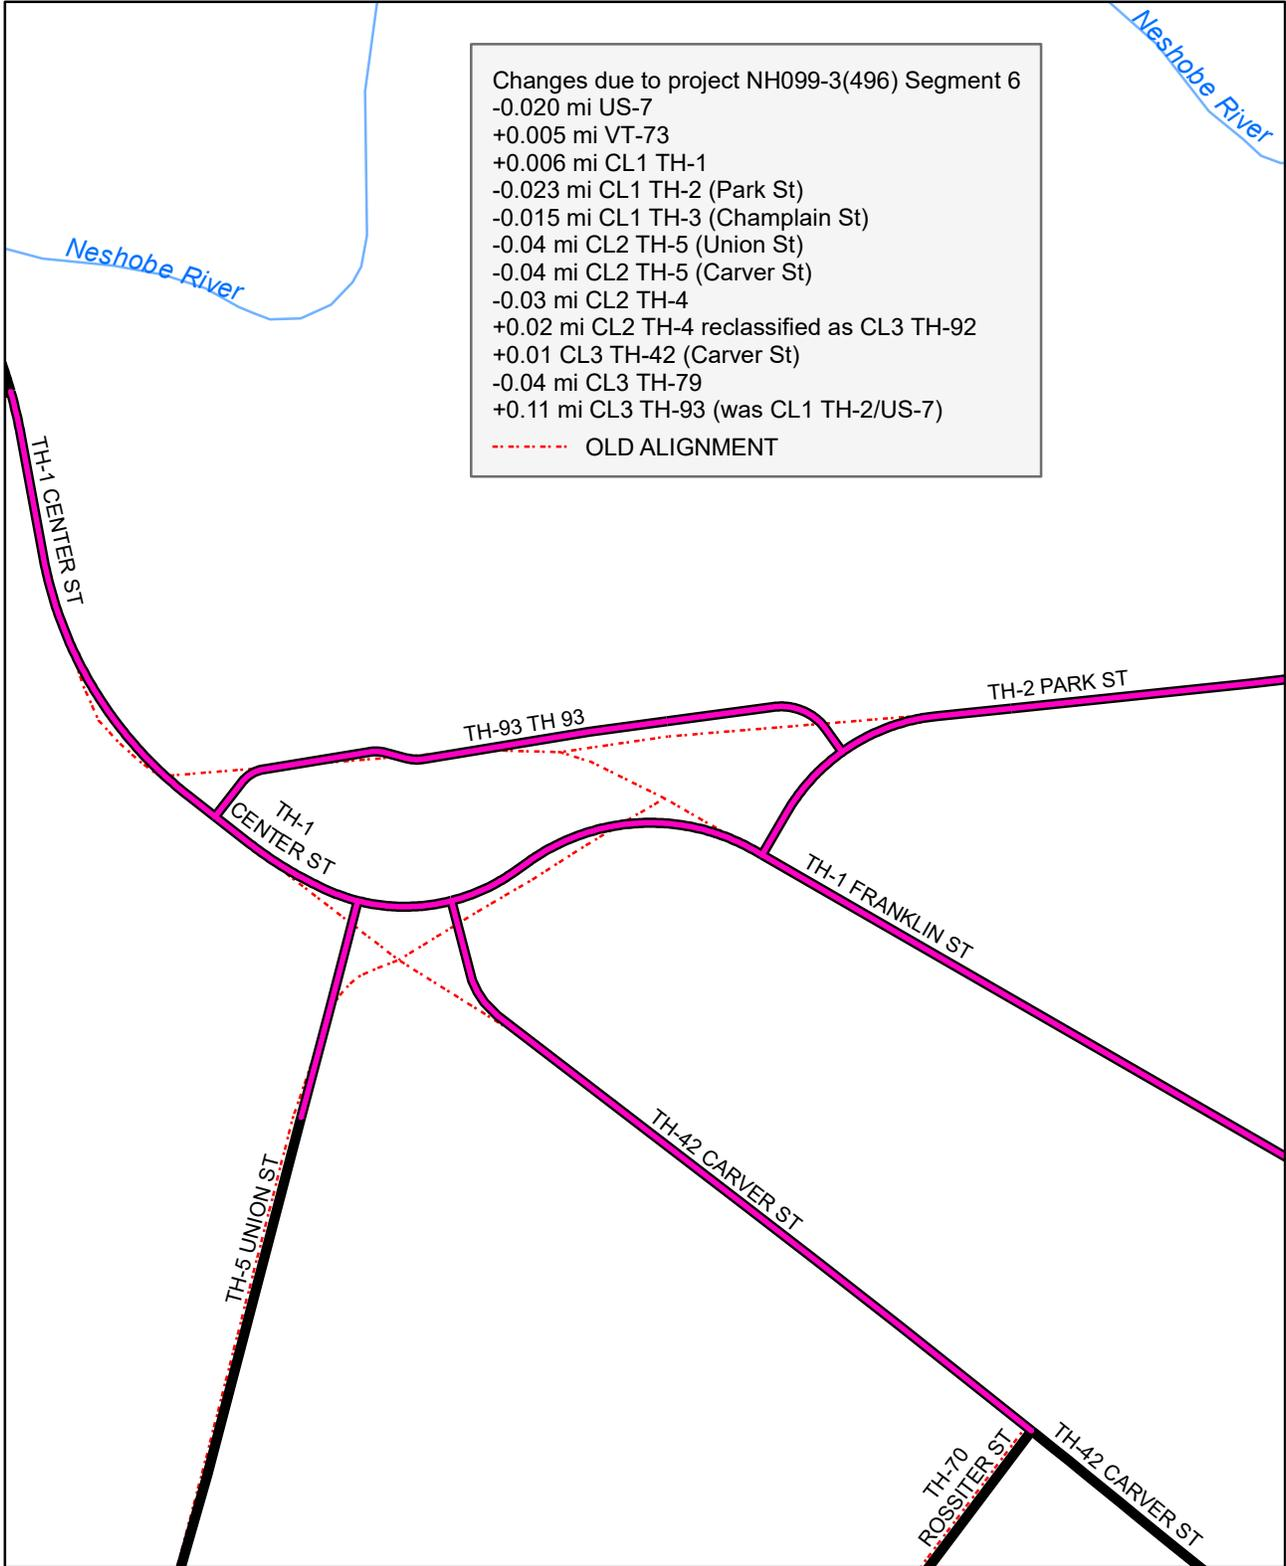 Neshobe River
Changes due to project NH099-3(496) Segment 6
-0.020 mi US-7
+0.005 mi VT-73
+0.006 mi CL1 TH-1
-0.023 mi CL1 TH-2 (Park St)
-0.015 mi CL1 TH-3 (Champlain St)
-0.04 mi CL2 TH-5 (Union St)
-0.04 mi CL2 TH-5 (Carver St)
-0.03 mi CL2 TH-4
+0.02 mi CL2 TH-4 reclassified as CL3 TH-92
+0.01 CL3 TH-42 (Carver St)
-0.04 mi CL3 TH-79
+0.11 mi CL3 TH-93 (was CL1 TH-2/US-7)
OLD ALIGNMENT
Neshobe River
TH-1 CENTER ST
TH-2 PARK ST
TH-93 TH 93
TH-1
CENTER ST
TH-1 FRANKLIN ST
TH-42 CARVER ST
TH-5 UNION ST
TH-70
ROSSITER ST
TH-42 CARVER ST